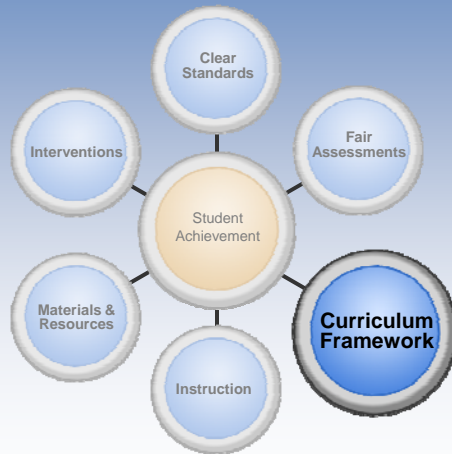 Clear
Standards
Fair
Assessments
Interventions
Student
Achievement
Materials &
Resources
Curriculum
Framework
Instruction